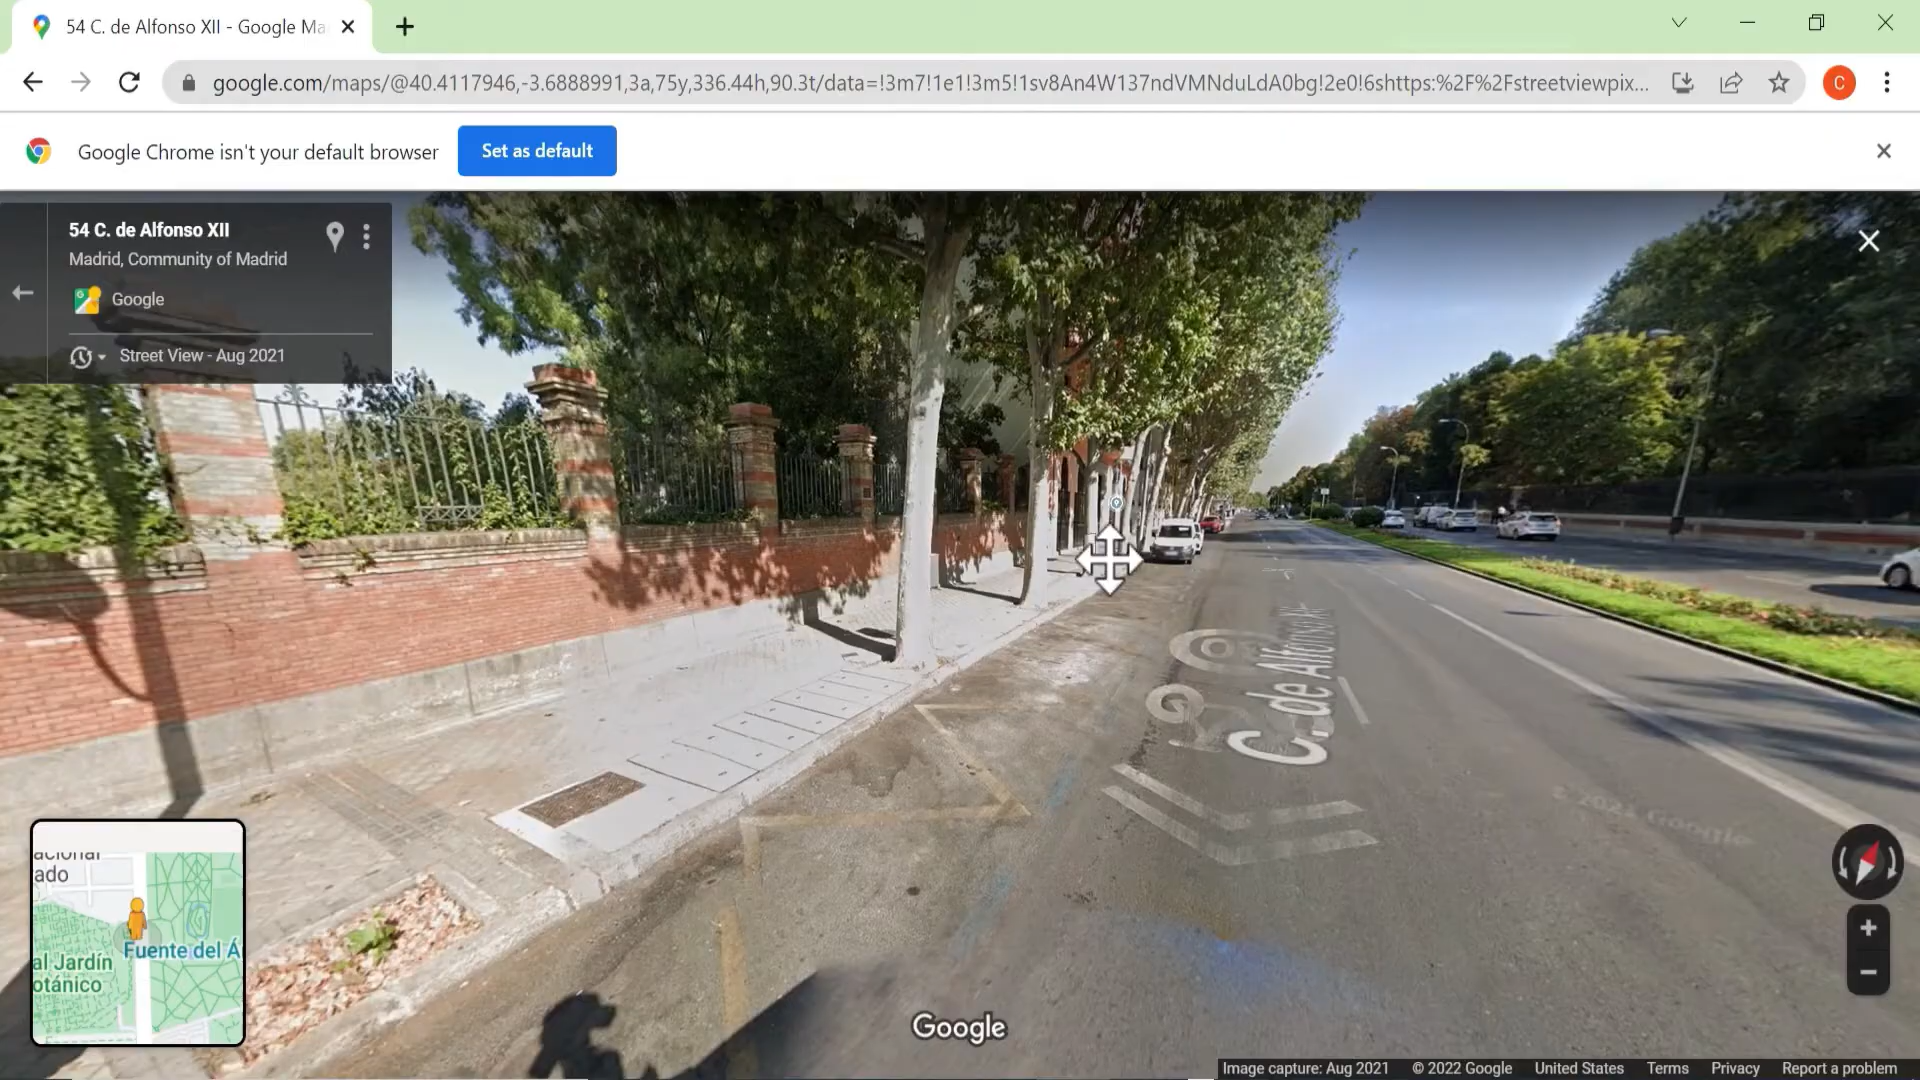 54 C. de Alfonso XII - Google Ma
google.com/maps/@40.4117946,-3.6888991,3a,75y,336.44h,90.3t/data=!3m7!1e1!3m5!1sv8An4W137ndVMNduLdA0bg!2e0!6shttps:%2F%2Fstreetviewpix...
C
Google Chrome isn't your default browser
Set as default
54 C. de Alfonso XII
Madrid, Community of Madrid
Google
Street View - Aug 2021
C. de Alfonso XII
Google
acional
ado
Fuente del Á
al Jardín
otánico
Google
Image capture: Aug 2021 © 2022 Google United States Terms Privacy Report a problem